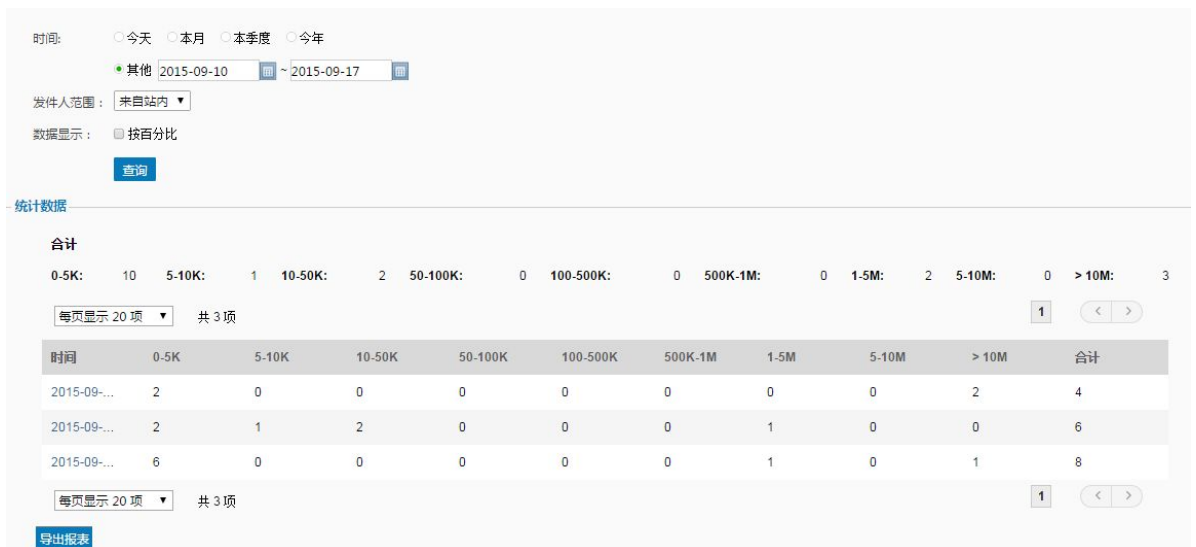 时间: 今天 本月 本季度 今年
其他 2015-09-10 ~ 2015-09-17
发件人范围： 来自站内 ▼
数据显示： 按百分比
查询
统计数据
合计
0-5K: 10 5-10K: 1 10-50K: 2 50-100K: 0 100-500K: 0 500K-1M: 0 1-5M: 2 5-10M: 0 > 10M: 3
每页显示 20 项 ▼ 共 3 项 1 < >
时间 0-5K 5-10K 10-50K 50-100K 100-500K 500K-1M 1-5M 5-10M > 10M 合计
2015-09-... 2 0 0 0 0 0 0 0 2 4
2015-09-... 2 1 2 0 0 0 1 0 0 6
2015-09-... 6 0 0 0 0 0 1 0 1 8
每页显示 20 项 ▼ 共 3 项 1 < >
导出报表